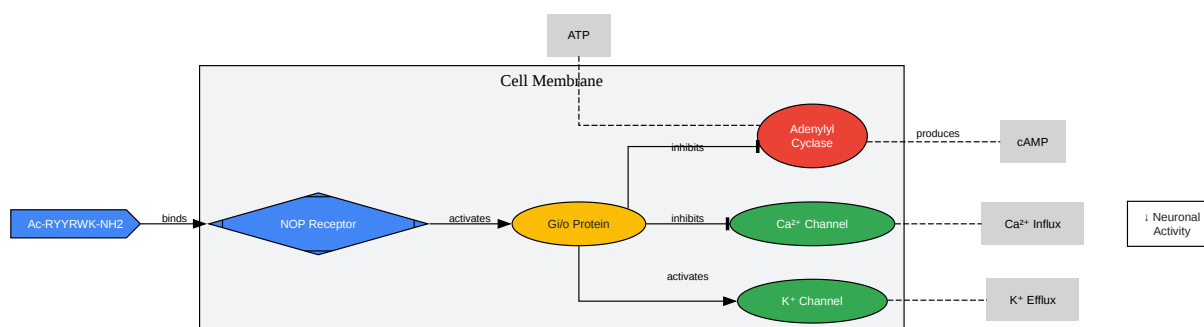 ATP
Cell Membrane
Adenylyl
Cyclase
produces
cAMP
inhibits
Ac-RYYRWK-NH2
binds
NOP Receptor
activates
Gi/o Protein
inhibits
Ca²⁺ Channel
Ca²⁺ Influx
↓ Neuronal
Activity
activates
K⁺ Channel
K⁺ Efflux